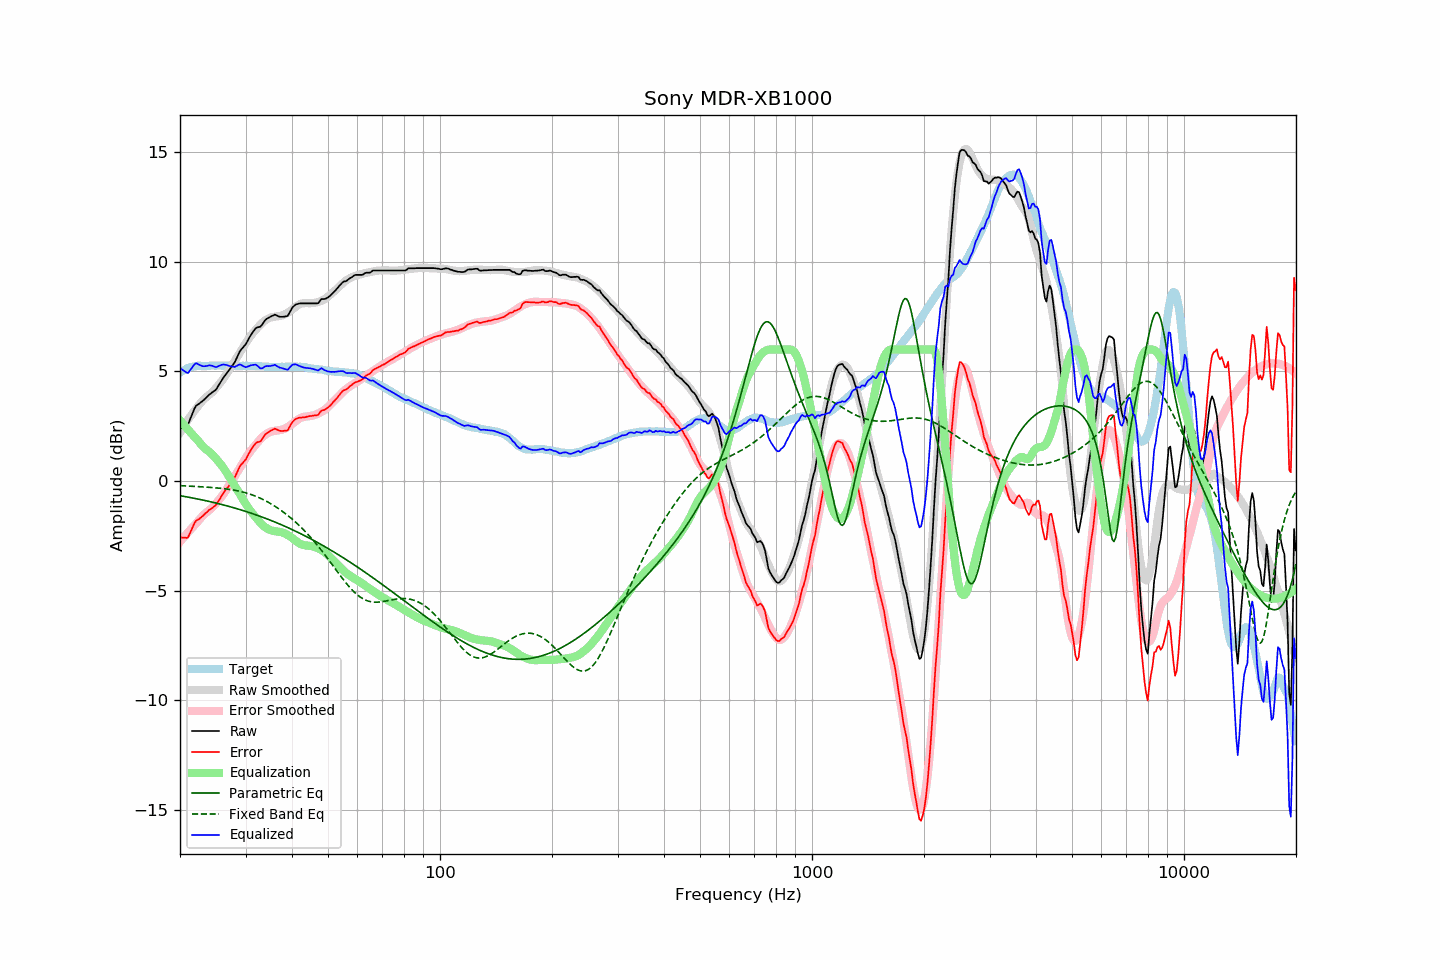 Sony MDR-XB1000
15
10
5
0
−5
−10
−15
Amplitude (dBr)
Target
Raw Smoothed
Error Smoothed
Raw
Error
Equalization
Parametric Eq
Fixed Band Eq
Equalized
100
1000
10000
Frequency (Hz)